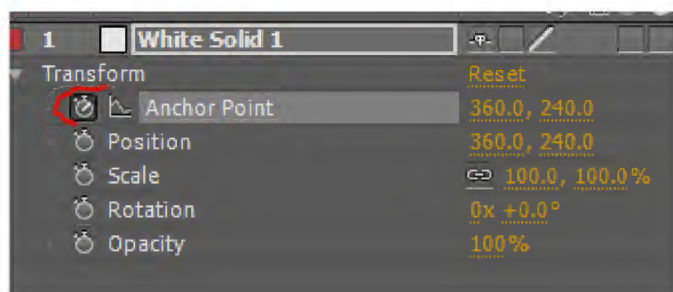 1 White Solid 1
Transform Reset
Anchor Point 360.0, 240.0
Position 360.0, 240.0
Scale 100.0, 100.0%
Rotation 0x +0.0°
Opacity 100%